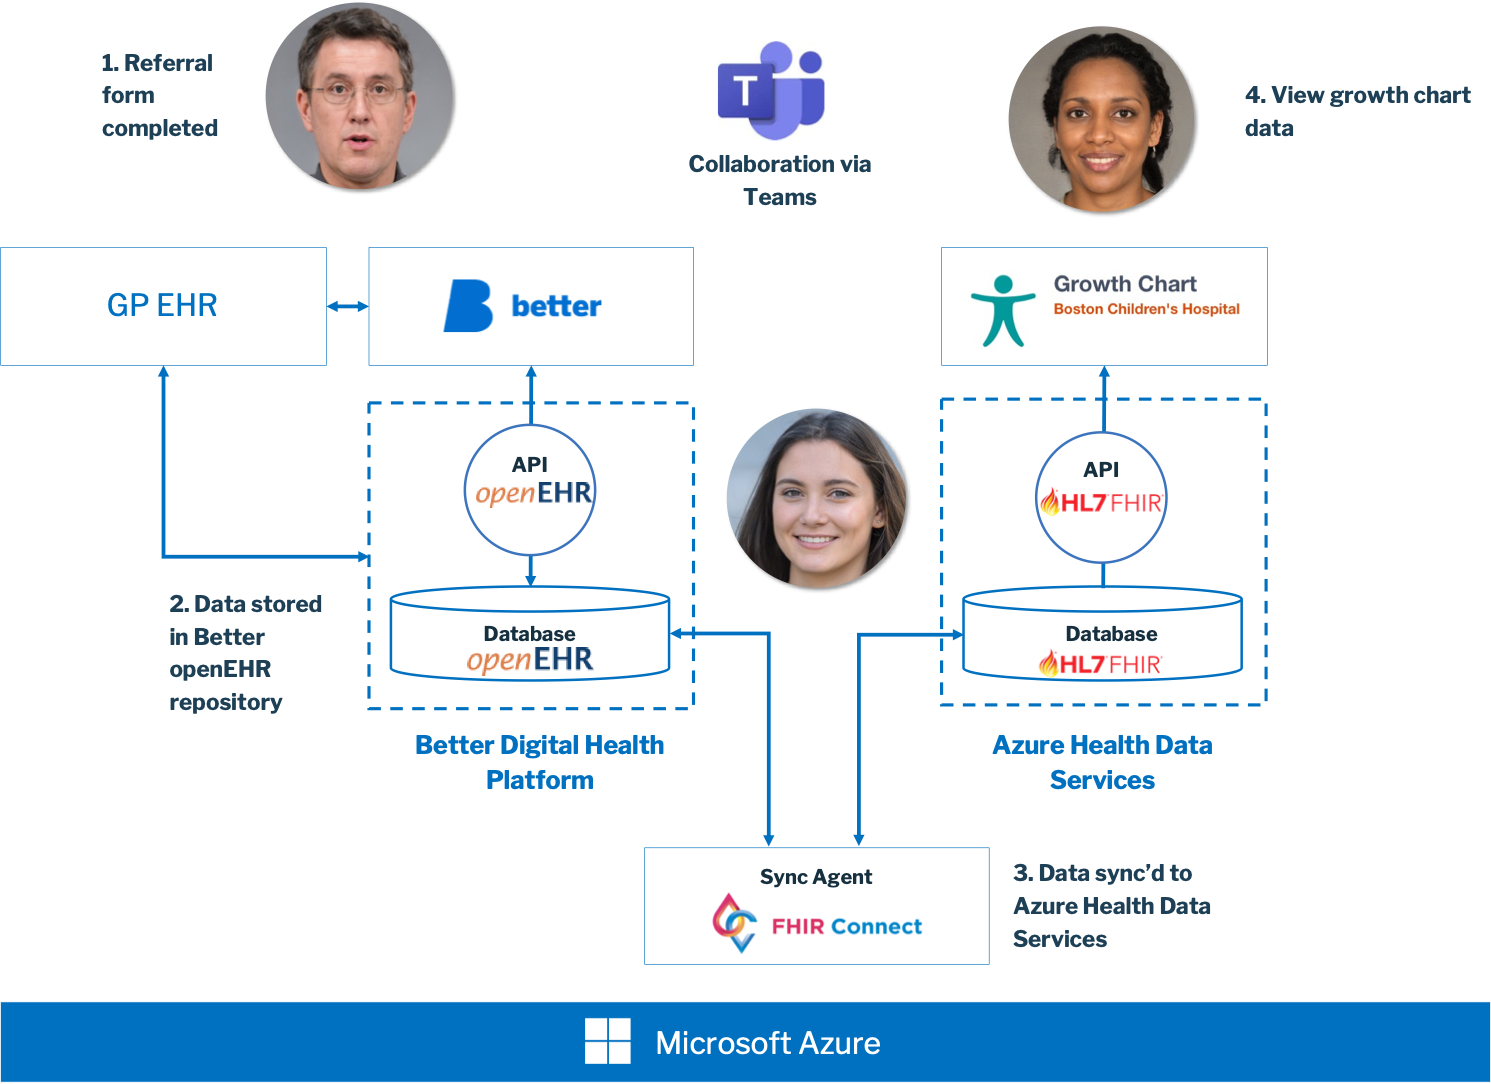 1. Referral
form
completed
T
Collaboration via
Teams
4. View growth chart
data
GP EHR
better
Growth Chart
Boston Children's Hospital
API
openEHR
API
HL7 FHIR
2. Data stored
in Better
openEHR
repository
Database
openEHR
Database
HL7 FHIR
Better Digital Health
Platform
Azure Health Data
Services
Sync Agent
FHIR Connect
3. Data sync’d to
Azure Health Data
Services
Microsoft Azure